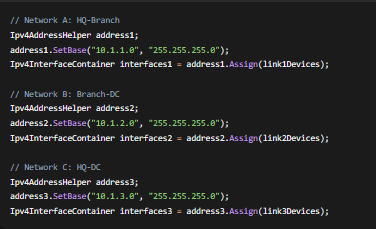 // Network A: HQ-Branch
Ipv4AddressHelper address1;
address1.SetBase("10.1.1.0", "255.255.255.0");
Ipv4InterfaceContainer interfaces1 = address1.Assign(link1Devices);
// Network B: Branch-DC
Ipv4AddressHelper address2;
address2.SetBase("10.1.2.0", "255.255.255.0");
Ipv4InterfaceContainer interfaces2 = address2.Assign(link2Devices);
// Network C: HQ-DC
Ipv4AddressHelper address3;
address3.SetBase("10.1.3.0", "255.255.255.0");
Ipv4InterfaceContainer interfaces3 = address3.Assign(link3Devices);